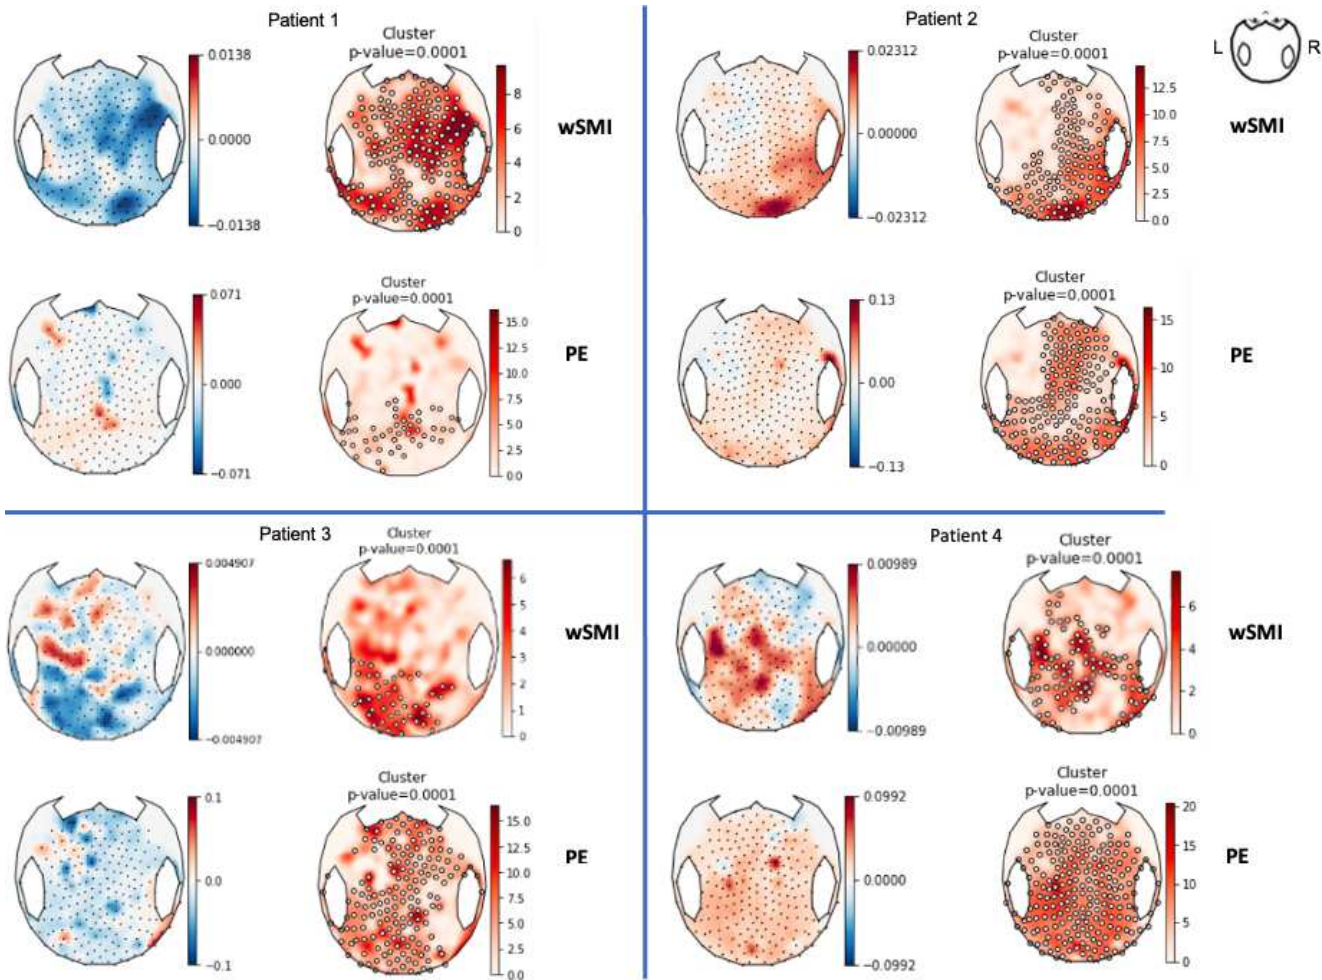 Patient 1
Cluster
p-value=0.0001
0.0138
0.0000
−0.0138
8
6
4
2
0
wSMI
Cluster
p-value=0.0001
0.071
0.000
−0.071
15.0
12.5
10.0
7.5
5.0
2.5
0.0
PE
Patient 2
Cluster
p-value=0.0001
0.02312
0.00000
−0.02312
12.5
10.0
7.5
5.0
2.5
0.0
wSMI
L R
Cluster
p-value=0.0001
0.13
0.00
−0.13
15
10
5
0
PE
Patient 3
Cluster
p-value=0.0001
0.004907
0.000000
−0.004907
6
5
4
3
2
1
0
wSMI
Cluster
p-value=0.0001
0.1
0.0
−0.1
15.0
12.5
10.0
7.5
5.0
2.5
0.0
PE
Patient 4
Cluster
p-value=0.0001
0.00989
0.00000
−0.00989
6
4
2
0
wSMI
Cluster
p-value=0.0001
0.0992
0.0000
−0.0992
20
15
10
5
0
PE